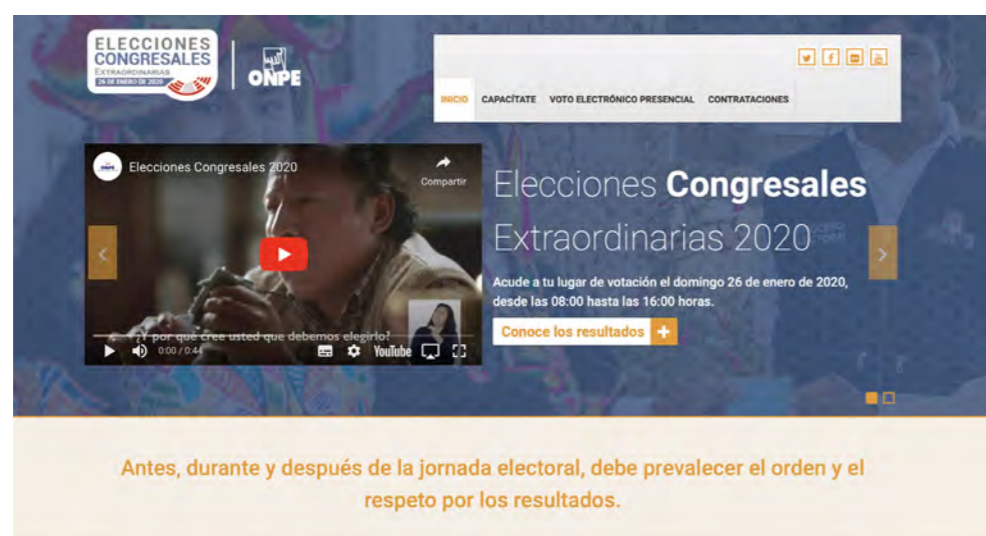 ELECCIONES
CONGRESALES
EXTRAORDINARIAS
26 DE ENERO DE 2020
ONPE
INICIO CAPACÍTATE VOTO ELECTRÓNICO PRESENCIAL CONTRATACIONES
Elecciones Congresales 2020
Compartir
¿Y por qué cree usted que debemos elegirlo?
0:00 / 0:44
YouTube
Elecciones Congresales
Extraordinarias 2020
Acude a tu lugar de votación el domingo 26 de enero de 2020,
desde las 08:00 hasta las 16:00 horas.
Conoce los resultados +
Antes, durante y después de la jornada electoral, debe prevalecer el orden y el
respeto por los resultados.